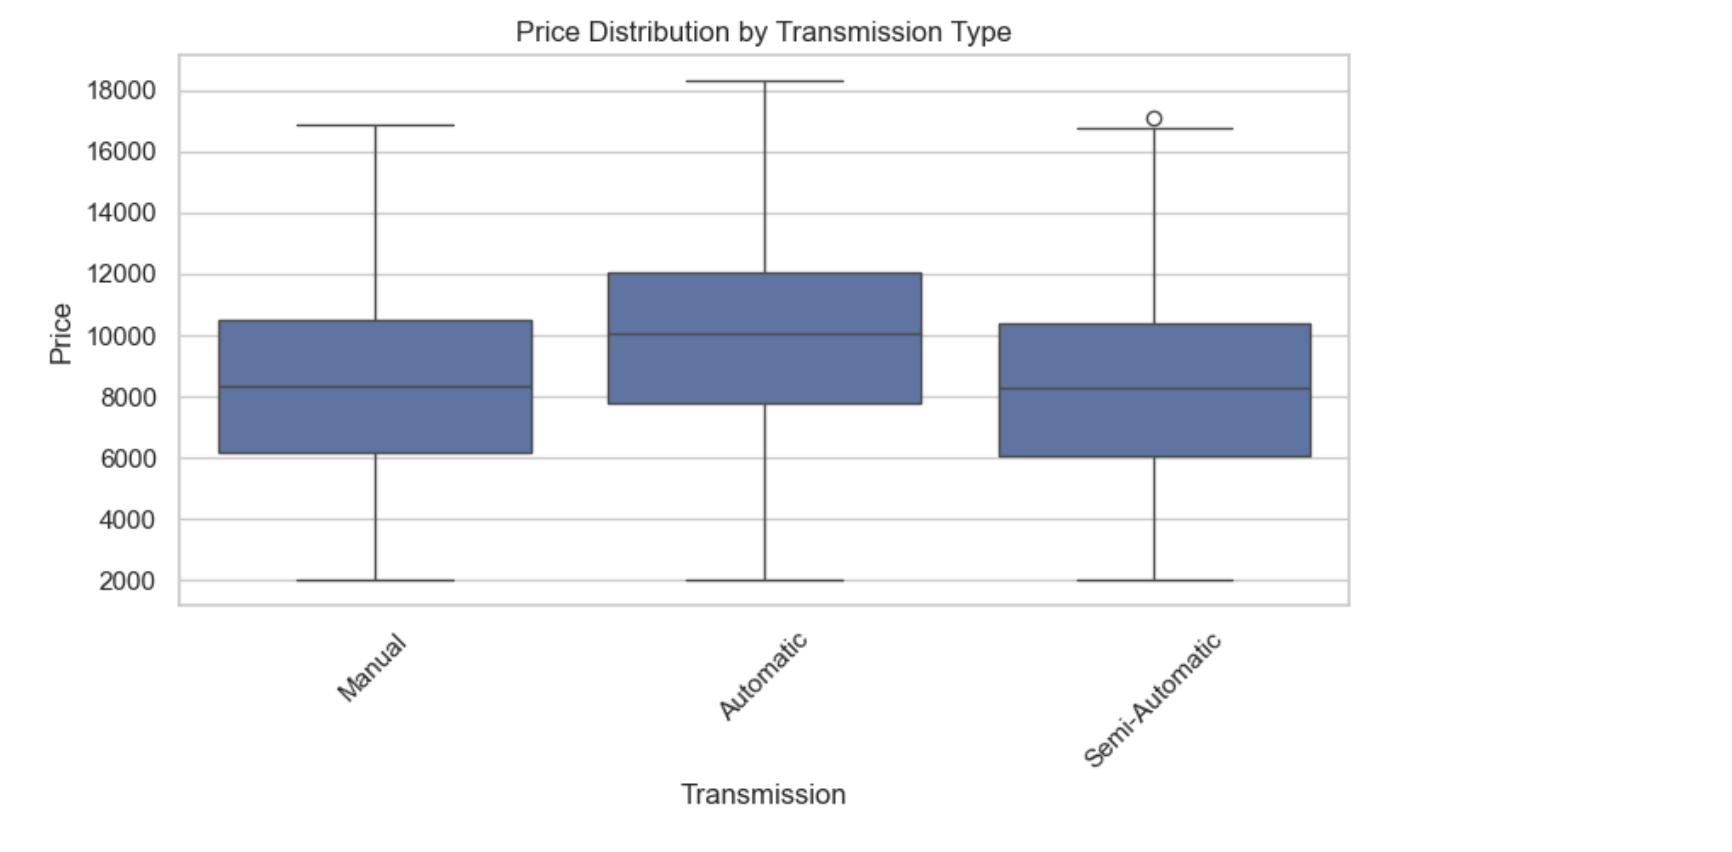 Price Distribution by Transmission Type
18000
16000
14000
12000
10000
8000
6000
4000
2000
Price
Manual
Automatic
Semi-Automatic
Transmission